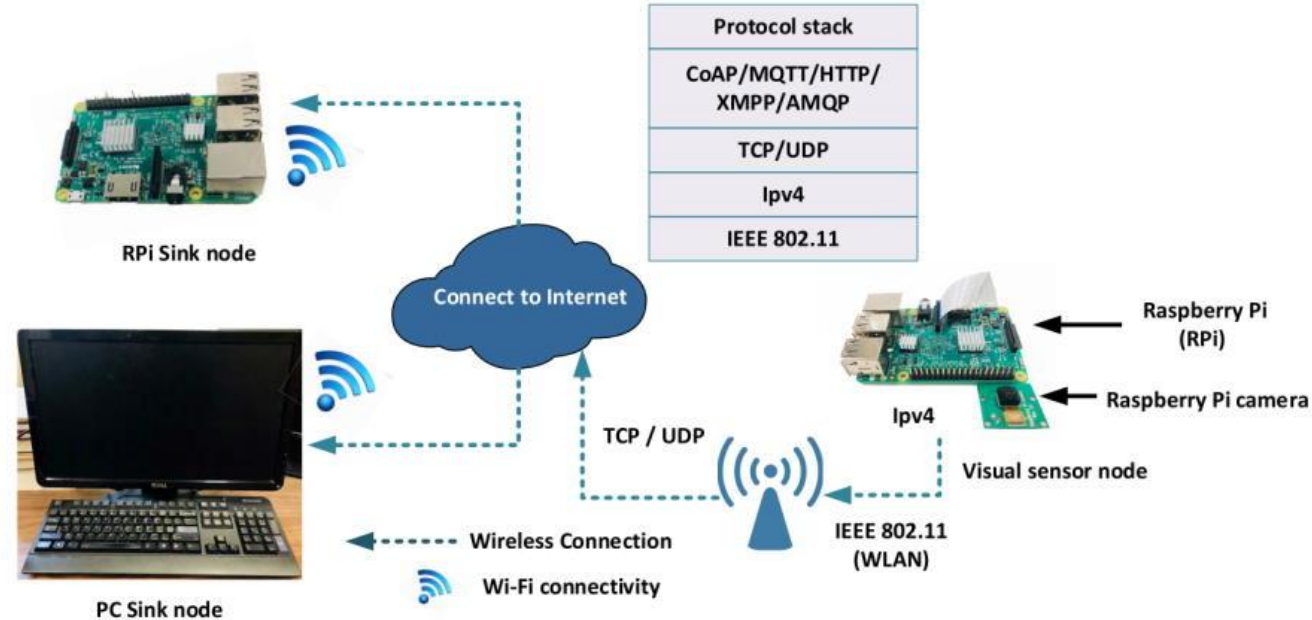 Protocol stack
CoAP/MQTT/HTTP/
XMPP/AMQP
TCP/UDP
Ipv4
IEEE 802.11
RPi Sink node
Connect to Internet
Raspberry Pi
(RPi)
Raspberry Pi camera
Ipv4
Visual sensor node
TCP / UDP
IEEE 802.11
(WLAN)
Wireless Connection
Wi-Fi connectivity
PC Sink node